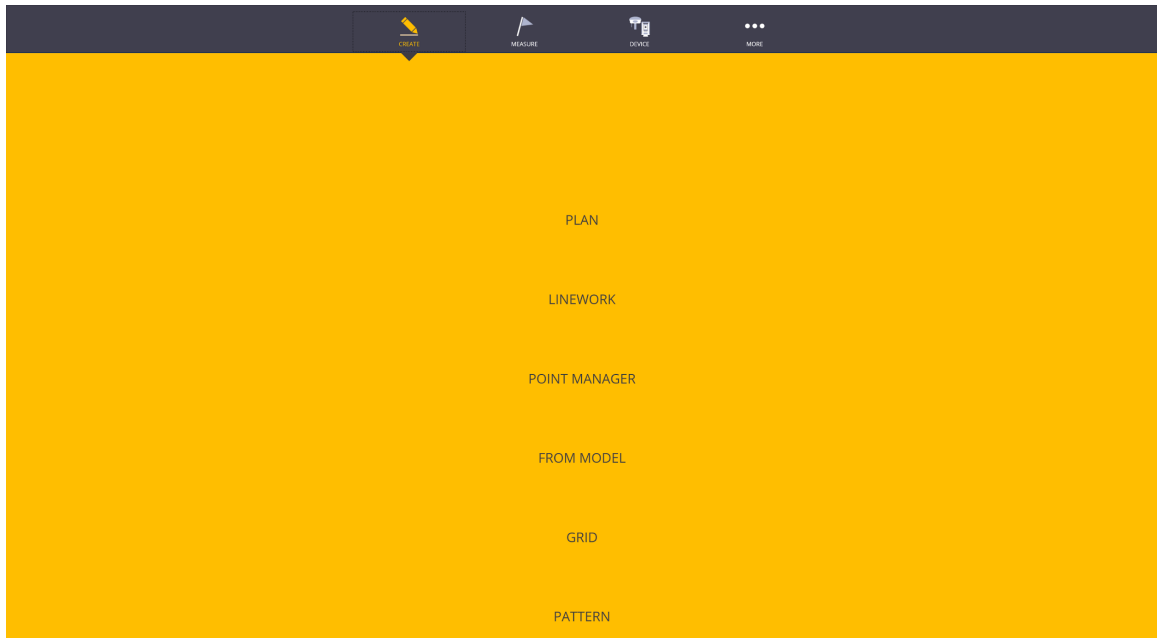 CREATE
MEASURE
DEVICE
MORE
PLAN
LINEWORK
POINT MANAGER
FROM MODEL
GRID
PATTERN